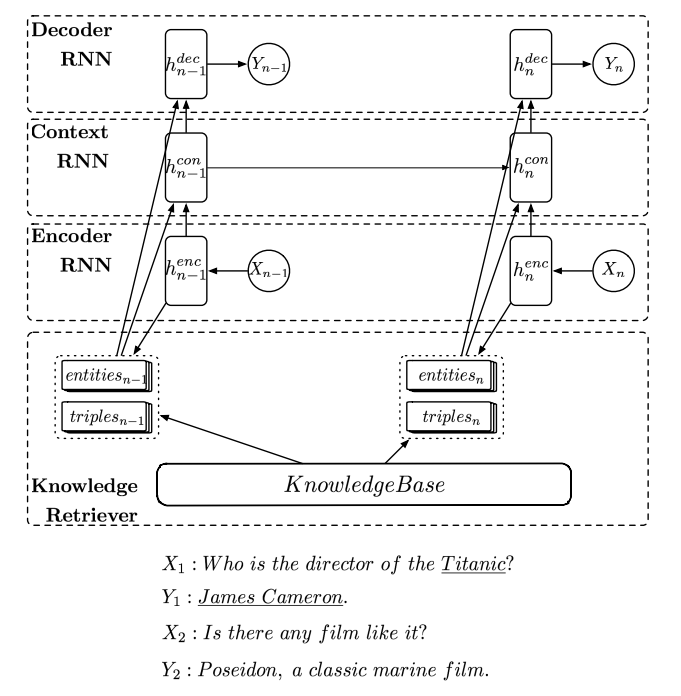 Decoder
RNN
h_{n-1}^{dec}
Y_{n-1}
h_n^{dec}
Y_n
Context
RNN
h_{n-1}^{con}
h_n^{con}
Encoder
RNN
h_{n-1}^{enc}
X_{n-1}
h_n^{enc}
X_n
entities_{n-1}
entities_n
triples_{n-1}
triples_n
Knowledge
Retriever
KnowledgeBase
X_1 : Who is the director of the Titanic?
Y_1 : James Cameron.
X_2 : Is there any film like it?
Y_2 : Poseidon, a classic marine film.